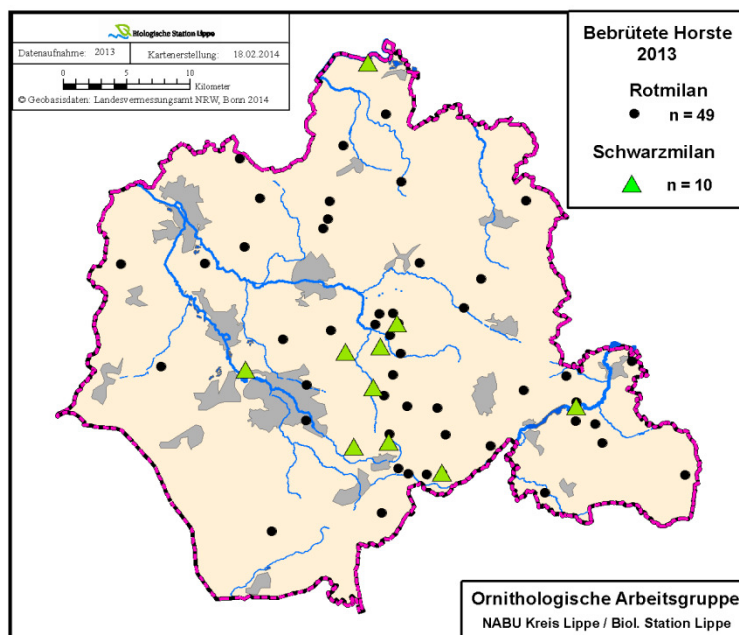 Biologische Station Lippe
Datenaufnahme: 2013 Kartenerstellung: 18.02.2014
0 5 10
Kilometer
© Geobasisdaten: Landesvermessungsamt NRW, Bonn 2014
Bebrütete Horste
2013
Rotmilan
n = 49
Schwarzmilan
n = 10
Ornithologische Arbeitsgruppe
NABU Kreis Lippe / Biol. Station Lippe